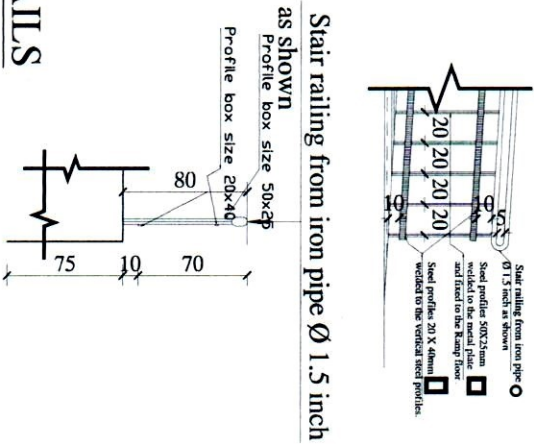 Stair railing from iron pipe O
Ø 1.5 inch as shown
Steel profiles 50X25mm
welded to the metal plate
and fixed to the Ramp floor
Steel profiles 20 X 40mm
welded to the vertical steel profiles.
20 20 20 20
10
10
5
Stair railing from iron pipe Ø 1.5 inch
as shown
Profile box size 50x25
Profile box size 20x40
80
75 10 70
ILS